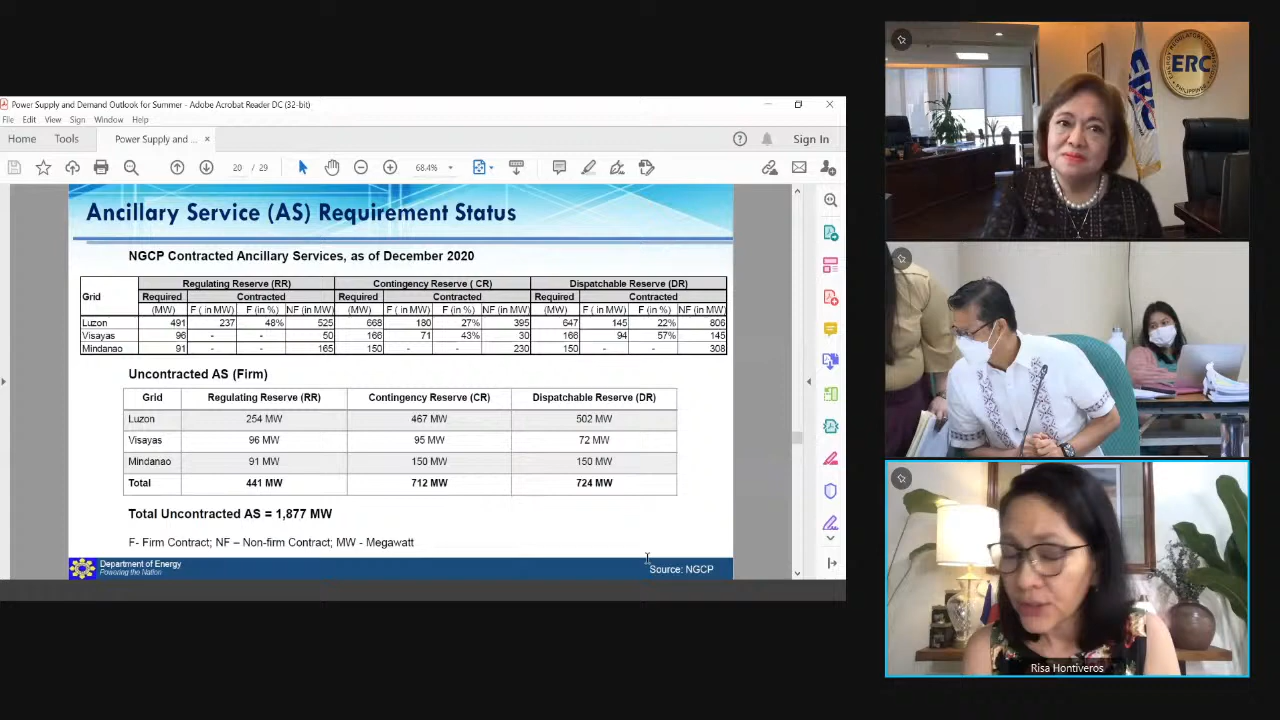 Power Supply and Demand Outlook for Summer - Adobe Acrobat Reader DC (32-bit)
File Edit View Sign Window Help
Home Tools Power Supply and ... × Sign In
20 / 29 68.4%
Ancillary Service (AS) Requirement Status
NGCP Contracted Ancillary Services, as of December 2020
Grid Regulating Reserve (RR) Contingency Reserve ( CR) Dispatchable Reserve (DR)
Required Contracted Required Contracted Required Contracted
(MW) F ( in MW) F (in %) NF (in MW) (MW) F ( in MW) F (in %) NF (in MW) (MW) F ( in MW) F (in %) NF (in MW)
Luzon 491 237 48% 525 668 180 27% 395 647 145 22% 806
Visayas 96 - - 50 166 71 43% 30 166 94 57% 145
Mindanao 91 - - 165 150 - - 230 150 - - 308
Uncontracted AS (Firm)
Grid Regulating Reserve (RR) Contingency Reserve (CR) Dispatchable Reserve (DR)
Luzon 254 MW 467 MW 502 MW
Visayas 96 MW 95 MW 72 MW
Mindanao 91 MW 150 MW 150 MW
Total 441 MW 712 MW 724 MW
Total Uncontracted AS = 1,877 MW
F- Firm Contract; NF – Non-firm Contract; MW - Megawatt
Department of Energy
Powering the Nation
Source: NGCP
ENERGY REGULATORY COMMISSION
ERC
PHILIPPINES
ERC
Risa Hontiveros